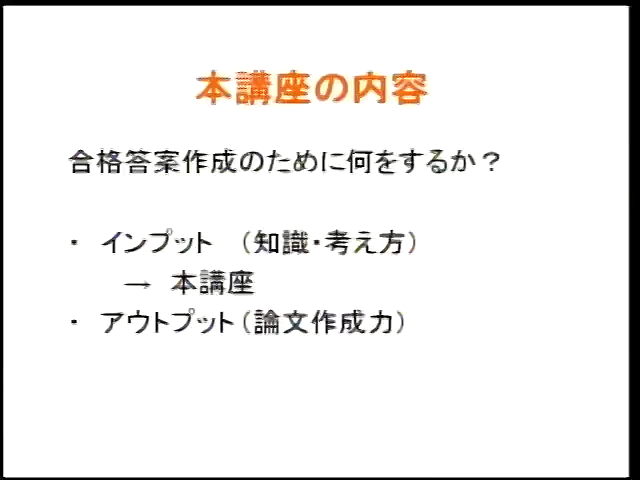 本講座の内容
合格答案作成のために何をするか？
・ インプット （知識・考え方）
→ 本講座
・ アウトプット（論文作成力）